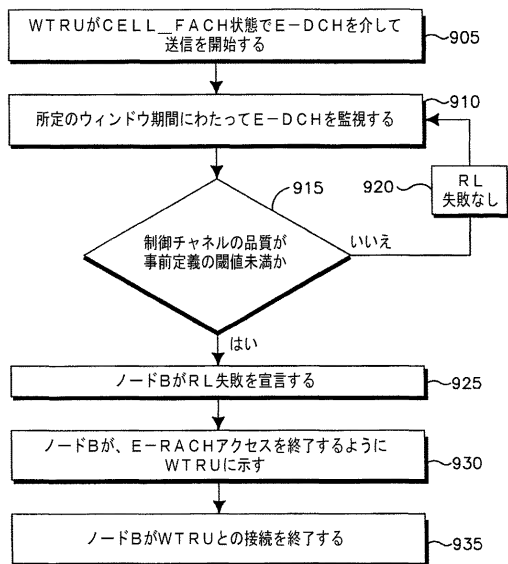 WTRUがCELL_FACH状態でE-DCHを介して
送信を開始する
905
所定のウィンドウ期間にわたってE-DCHを監視する
910
制御チャネルの品質が
事前定義の閾値未満か
915
いいえ
920
RL
失敗なし
はい
ノードBがRL失敗を宣言する
925
ノードBが、E-RACHアクセスを終了するように
WTRUに示す
930
ノードBがWTRUとの接続を終了する
935